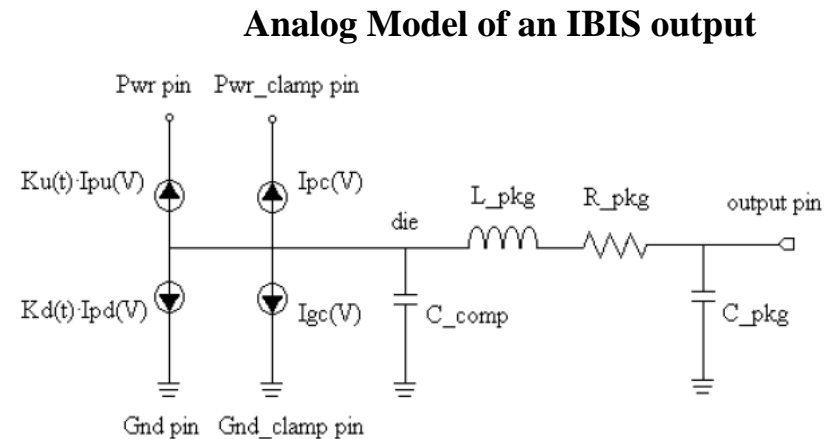 Analog Model of an IBIS output
Pwr pin
Pwr_clamp pin
Ku(t)·Ipu(V)
Ipc(V)
die
L_pkg
R_pkg
output pin
Kd(t)·Ipd(V)
Igc(V)
C_comp
C_pkg
Gnd pin
Gnd_clamp pin